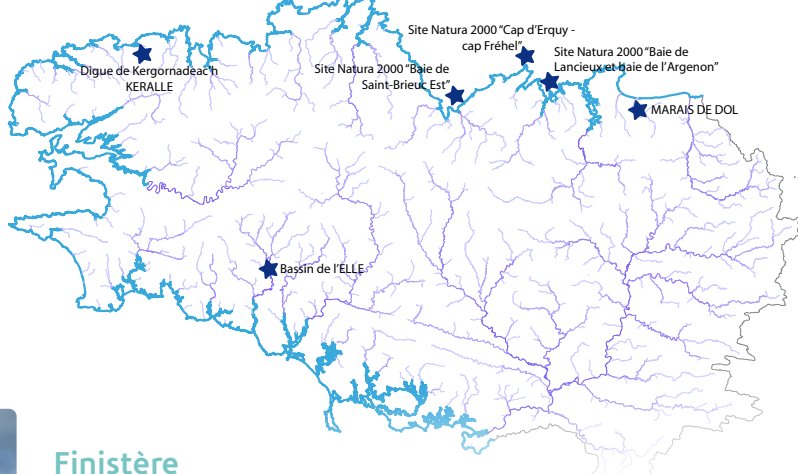 Site Natura 2000 “Cap d’Erquy -
cap Fréhel”
Site Natura 2000 “Baie de
Lancieux et baie de l’Argenon”
Digue de Kergornadeac'h
KERALLE
Site Natura 2000 “Baie de
Saint-Brieuc Est”
MARAIS DE DOL
Bassin de l’ELLE
Finistère